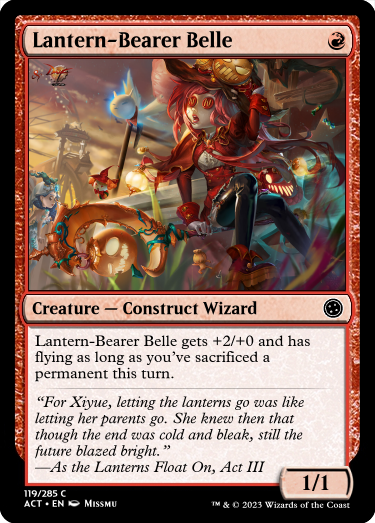 Lantern-Bearer Belle
Creature — Construct Wizard
Lantern-Bearer Belle gets +2/+0 and has
flying as long as you've sacrificed a
permanent this turn.
"For Xiyue, letting the lanterns go was like
letting her parents go. She knew then that
though the end was cold and bleak, still the
future blazed bright."
—As the Lanterns Float On, Act III
1/1
119/285 C
ACT • EN Missmu
™ & © 2023 Wizards of the Coast